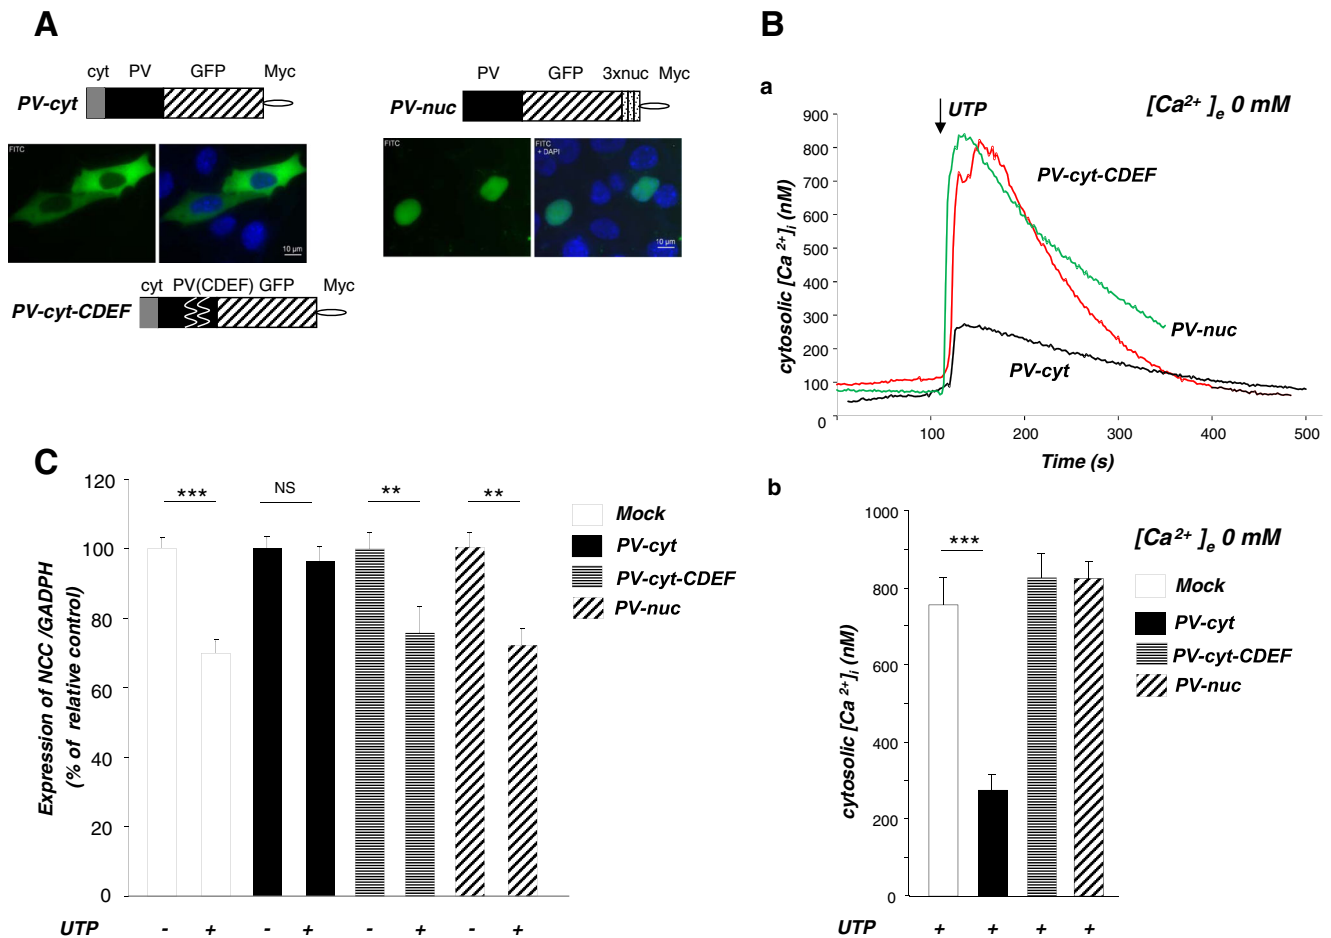 A
cyt PV GFP Myc
PV-cyt
PV GFP 3xnuc Myc
PV-nuc
FITC
10 µm
FITC
FITC
+ DAPI
10 µm
cyt PV(CDEF) GFP Myc
PV-cyt-CDEF
B
a
[Ca²⁺ ]e 0 mM
UTP
PV-cyt-CDEF
PV-nuc
PV-cyt
cytosolic [Ca ²⁺]i (nM)
900
800
700
600
500
400
300
200
100
0
100 200 300 400 500
Time (s)
C
120
100
80
60
40
20
0
Expression of NCC /GADPH
(% of relative control)
*** NS ** **
Mock
PV-cyt
PV-cyt-CDEF
PV-nuc
UTP - + - + - + - +
b
1000
800
600
400
200
0
cytosolic [Ca ²⁺]i (nM)
***
[Ca²⁺ ]e 0 mM
Mock
PV-cyt
PV-cyt-CDEF
PV-nuc
UTP + + + +